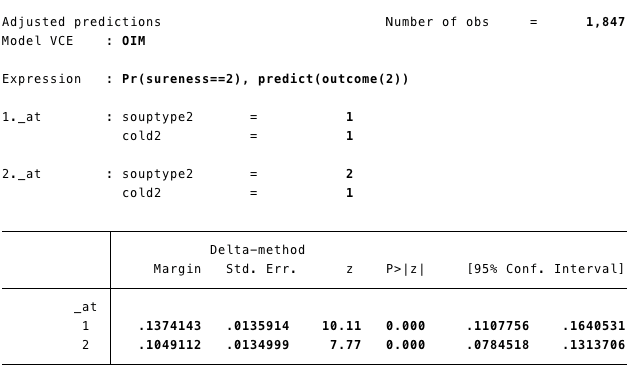 Adjusted predictions Number of obs = 1,847
Model VCE : OIM
Expression : Pr(sureness==2), predict(outcome(2))
1._at : souptype2 = 1
cold2 = 1
2._at : souptype2 = 2
cold2 = 1
Delta-method
Margin Std. Err. z P>|z| [95% Conf. Interval]
_at
1 .1374143 .0135914 10.11 0.000 .1107756 .1640531
2 .1049112 .0134999 7.77 0.000 .0784518 .1313706